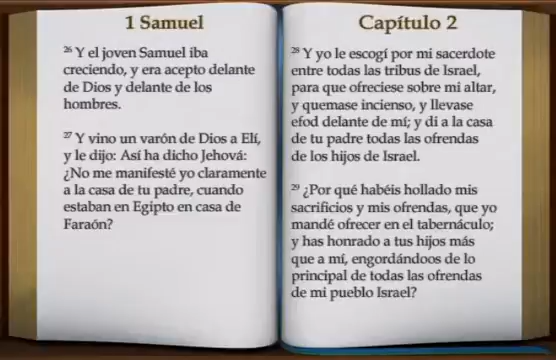 1 Samuel
26 Y el joven Samuel iba
creciendo, y era acepto delante
de Dios y delante de los
hombres.
27 Y vino un varón de Dios a Elí,
y le dijo: Así ha dicho Jehová:
¿No me manifesté yo claramente
a la casa de tu padre, cuando
estaban en Egipto en casa de
Faraón?
Capítulo 2
28 Y yo le escogí por mi sacerdote
entre todas las tribus de Israel,
para que ofreciese sobre mi altar,
y quemase incienso, y llevase
efod delante de mí; y di a la casa
de tu padre todas las ofrendas
de los hijos de Israel.
29 ¿Por qué habéis hollado mis
sacrificios y mis ofrendas, que yo
mandé ofrecer en el tabernáculo;
y has honrado a tus hijos más
que a mí, engordándoos de lo
principal de todas las ofrendas
de mi pueblo Israel?